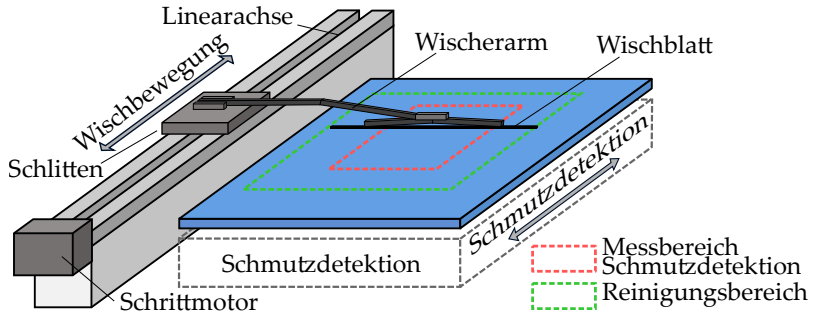 Linearachse
Wischbewegung
Wischerarm
Wischblatt
Schlitten
Schmutzdetektion
Schmutzdetektion
Schrittmotor
Messbereich
Schmutzdetektion
Reinigungsbereich